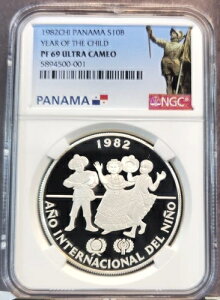 1982CHI PANAMA S10B
YEAR OF THE CHILD
PF 69 ULTRA CAMEO
5894500-001
PANAMA
NGC
1982
AÑO INTERNACIONAL DEL NIÑO